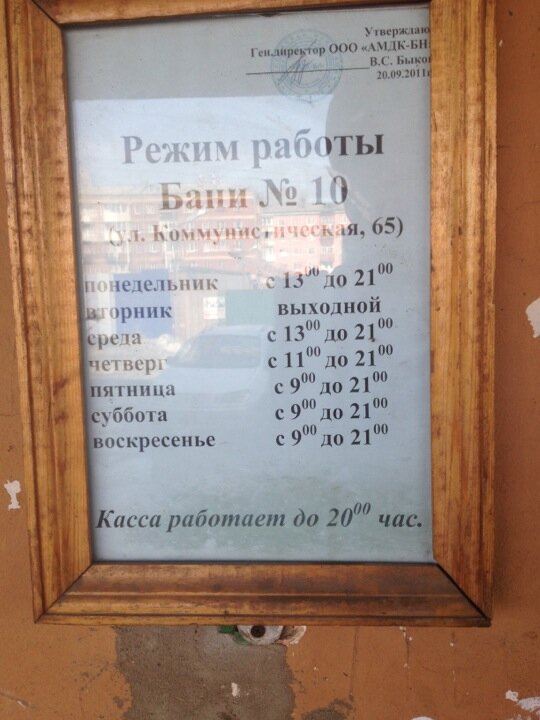 Утверждаю
Ген.директор ООО «АМДК-БН
В.С. Быков
20.09.2011г
Режим работы
Бани № 10
(ул. Коммунистическая, 65)
понедельник с 13⁰⁰ до 21⁰⁰
вторник выходной
среда с 13⁰⁰ до 21⁰⁰
четверг с 11⁰⁰ до 21⁰⁰
пятница с 9⁰⁰ до 21⁰⁰
суббота с 9⁰⁰ до 21⁰⁰
воскресенье с 9⁰⁰ до 21⁰⁰
Касса работает до 20⁰⁰ час.